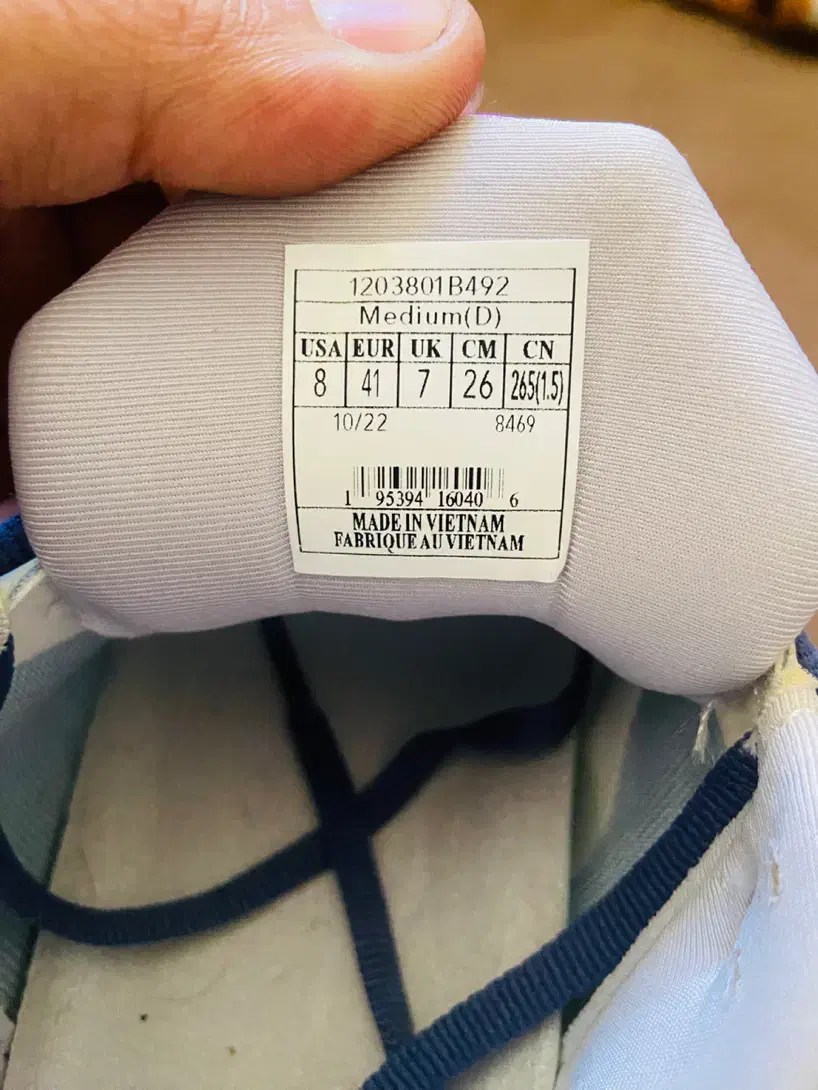 1203801B492
Medium(D)
USA EUR UK CM CN
8 41 7 26 265(1.5)
10/22 8469
1 95394 16040 6
MADE IN VIETNAM
FABRIQUE AU VIETNAM